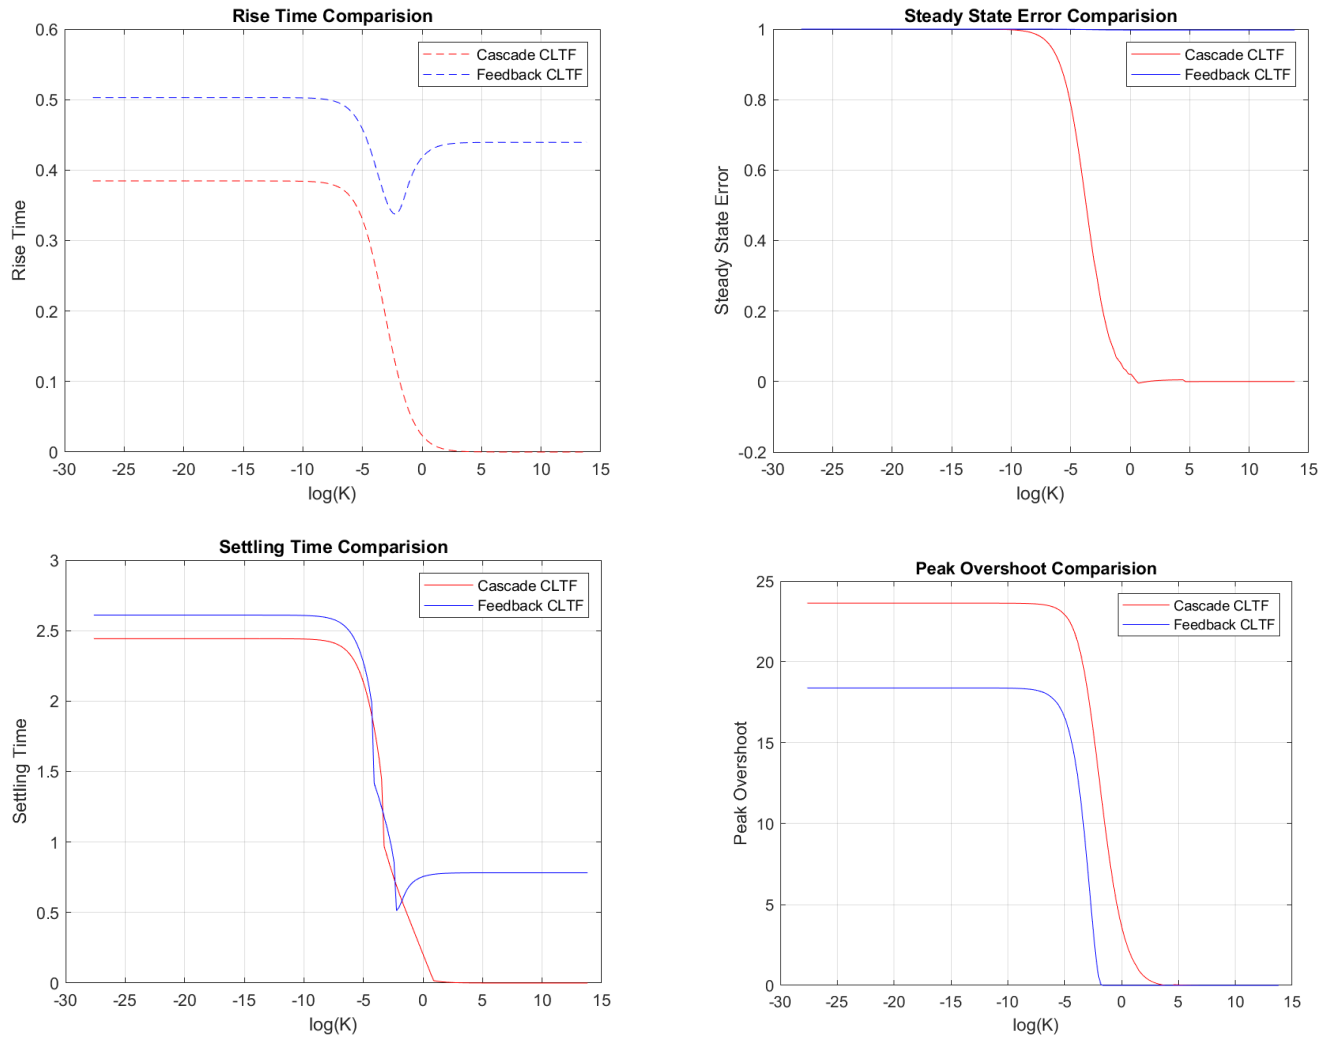 Rise Time Comparision
0.6
0.5
0.4
0.3
0.2
0.1
0
Rise Time
Cascade CLTF
Feedback CLTF
-30 -25 -20 -15 -10 -5 0 5 10 15
log(K)
Steady State Error Comparision
1
0.8
0.6
0.4
0.2
0
-0.2
Steady State Error
Cascade CLTF
Feedback CLTF
-30 -25 -20 -15 -10 -5 0 5 10 15
log(K)
Settling Time Comparision
3
2.5
2
1.5
1
0.5
0
Settling Time
Cascade CLTF
Feedback CLTF
-30 -25 -20 -15 -10 -5 0 5 10 15
log(K)
Peak Overshoot Comparision
25
20
15
10
5
0
Peak Overshoot
Cascade CLTF
Feedback CLTF
-30 -25 -20 -15 -10 -5 0 5 10 15
log(K)